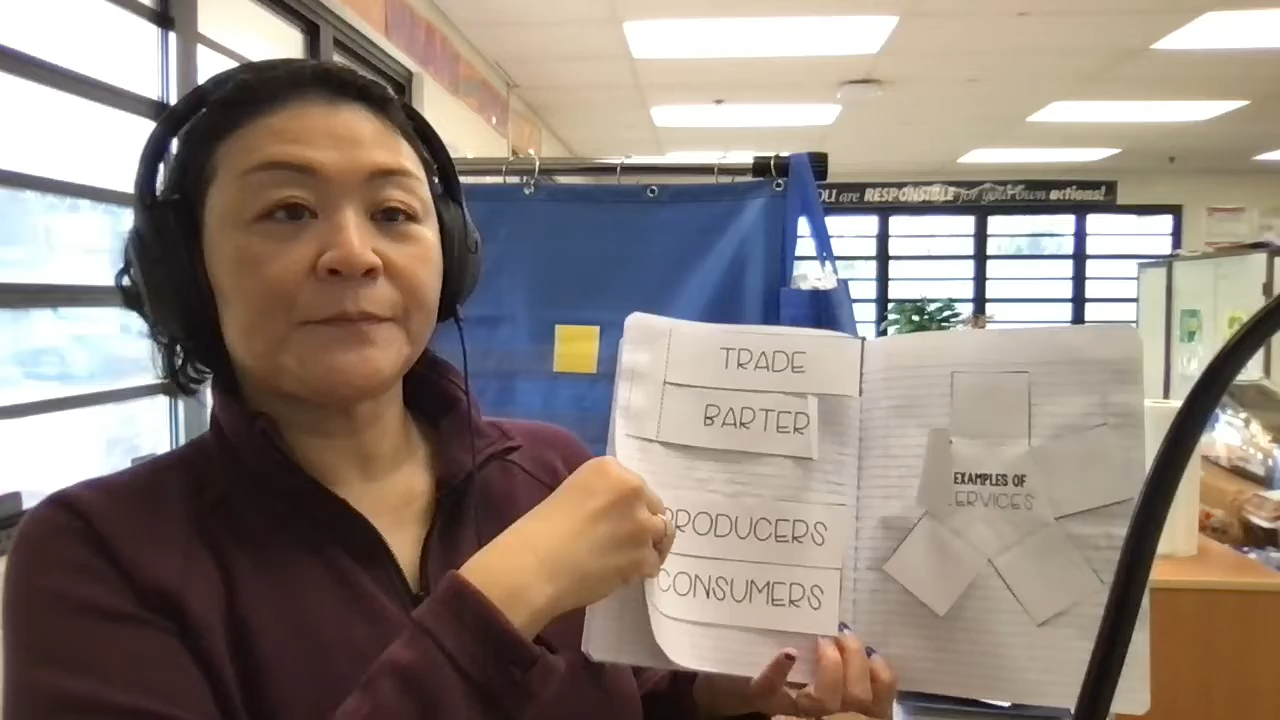 YOU are RESPONSIBLE for your own actions!
TRADE
BARTER
PRODUCERS
CONSUMERS
EXAMPLES OF
SERVICES